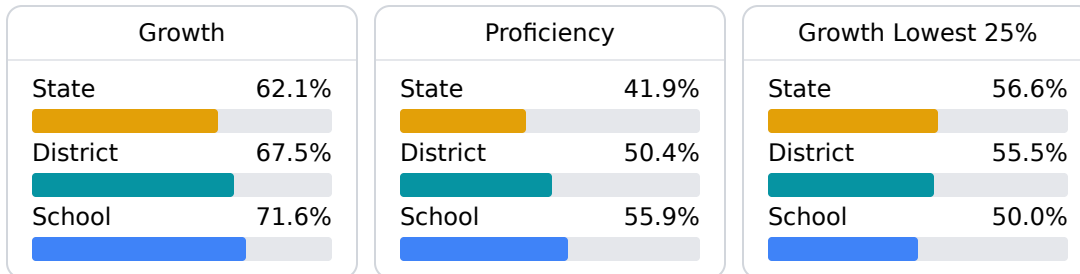 Growth
State 62.1%
District 67.5%
School 71.6%
Proficiency
State 41.9%
District 50.4%
School 55.9%
Growth Lowest 25%
State 56.6%
District 55.5%
School 50.0%